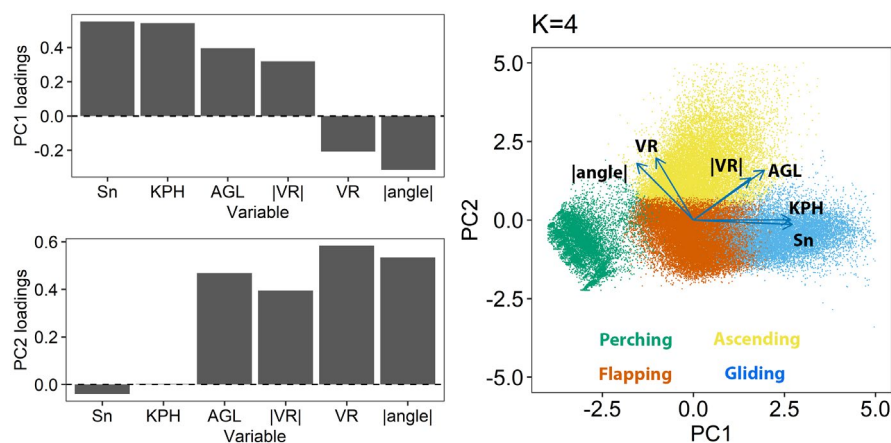 PC1 loadings
0.4
0.2
0.0
-0.2
Sn KPH AGL |VR| VR |angle|
Variable
PC2 loadings
0.6
0.4
0.2
0.0
Sn KPH AGL |VR| VR |angle|
Variable
K=4
PC2
5.0
2.5
0.0
-2.5
-5.0
VR
|angle|
|VR|
AGL
KPH
Sn
Perching Ascending
Flapping Gliding
-2.5 0.0 2.5 5.0
PC1